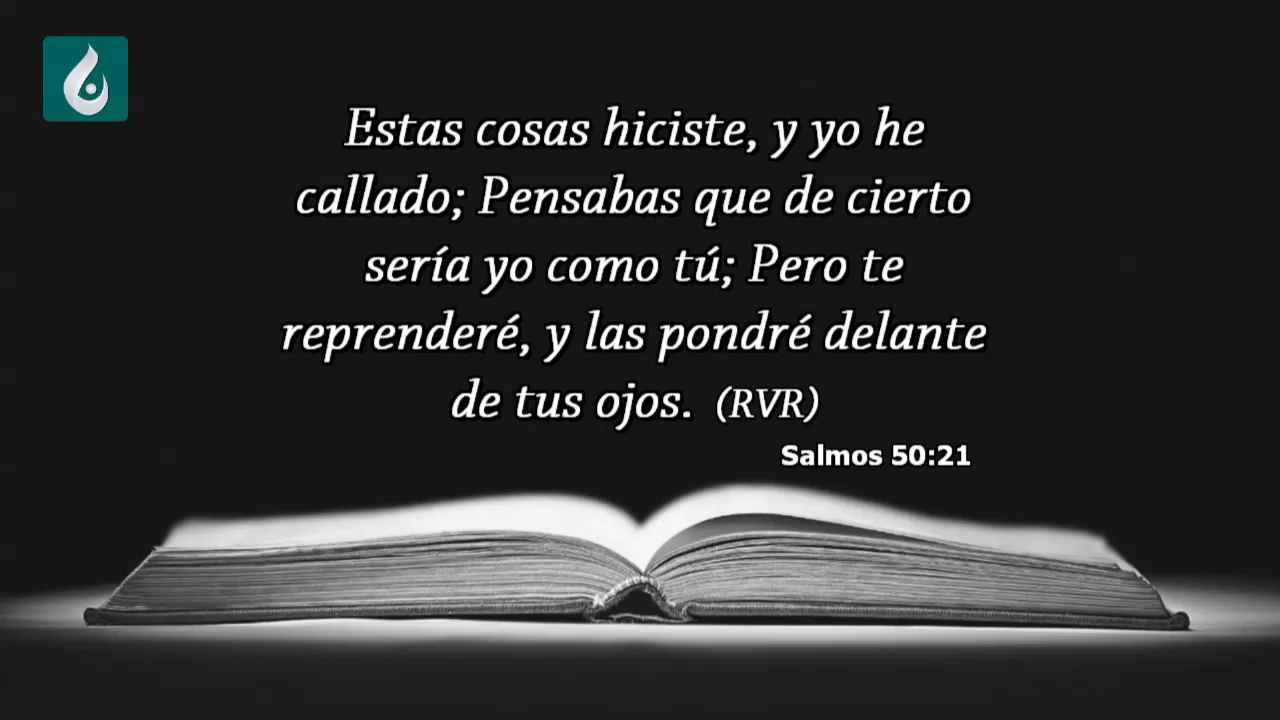 Estas cosas hiciste, y yo he
callado; Pensabas que de cierto
sería yo como tú; Pero te
reprenderé, y las pondré delante
de tus ojos. (RVR)
Salmos 50:21